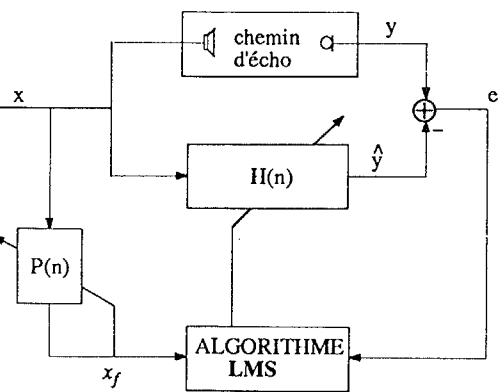 chemin
d'écho
y
x
e
H(n)
ŷ
P(n)
x_f
ALGORITHME
LMS